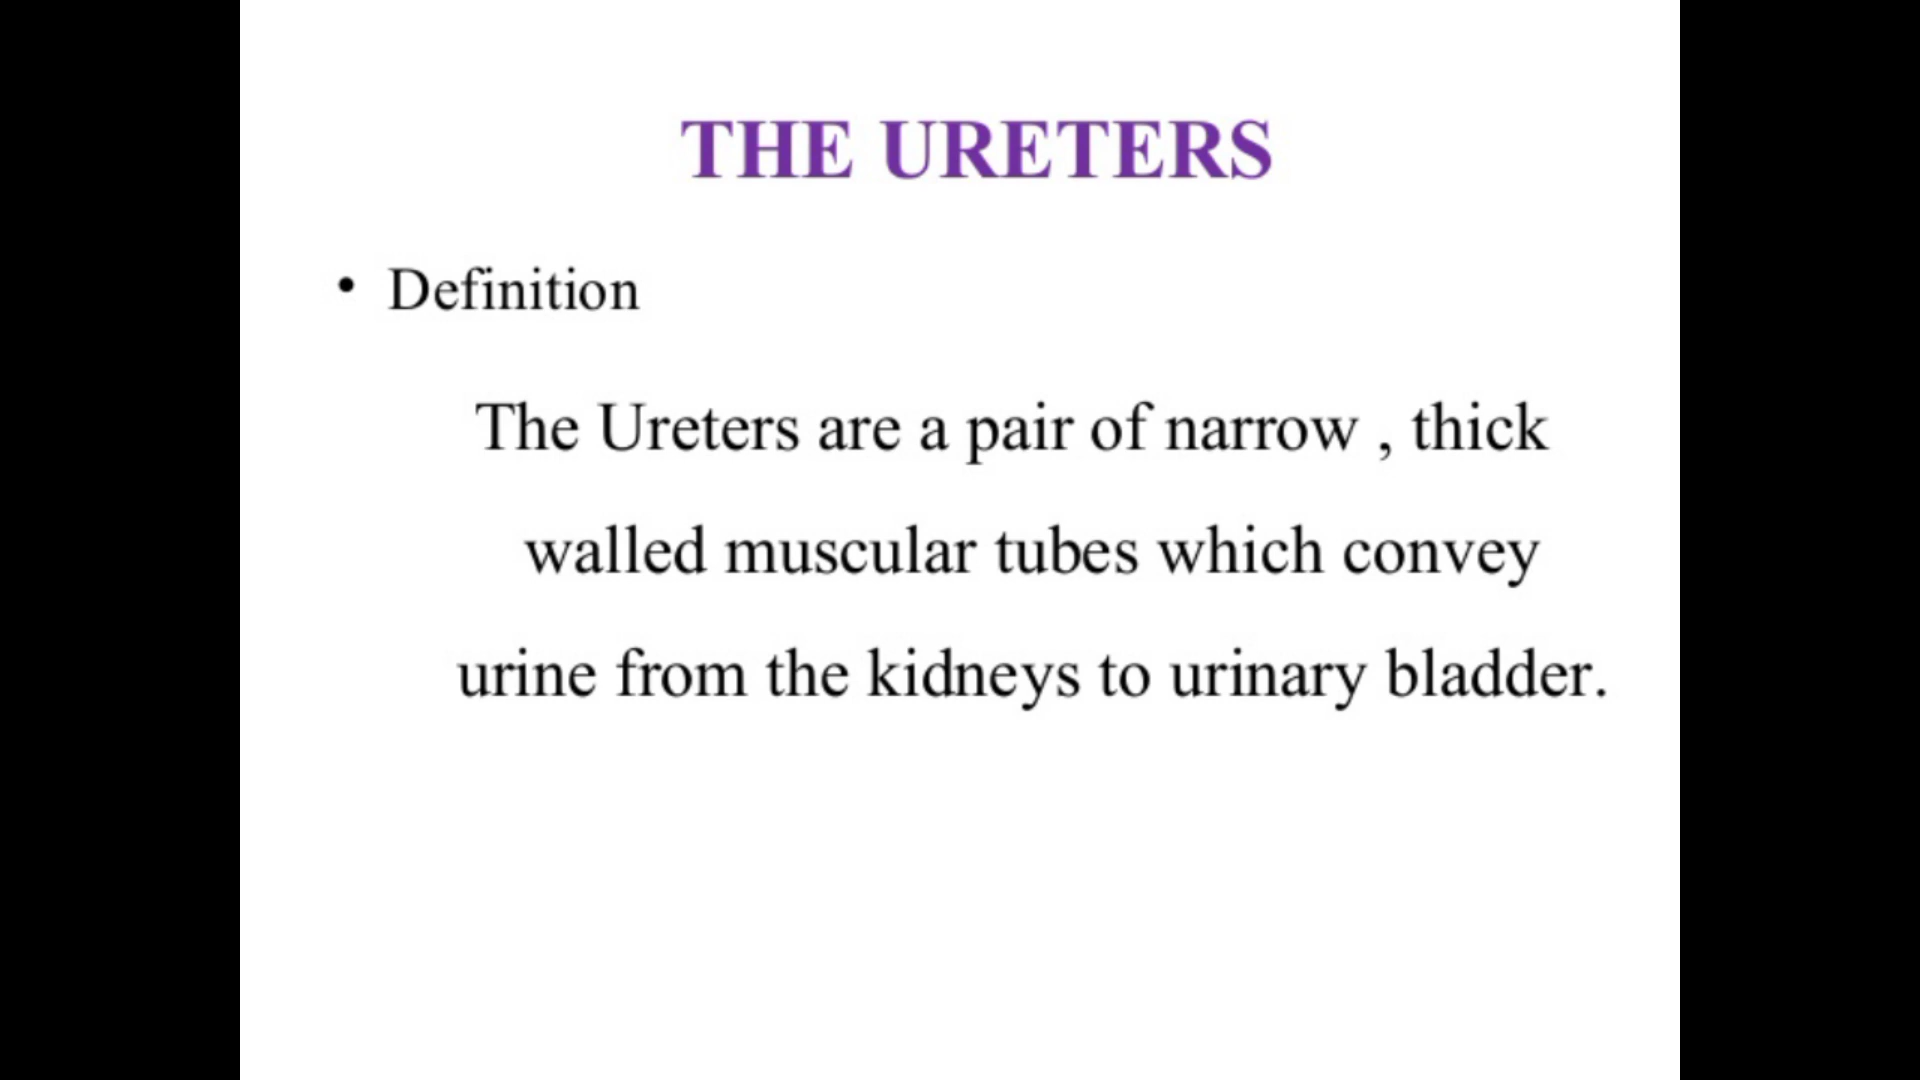 THE URETERS
• Definition
The Ureters are a pair of narrow , thick
walled muscular tubes which convey
urine from the kidneys to urinary bladder.